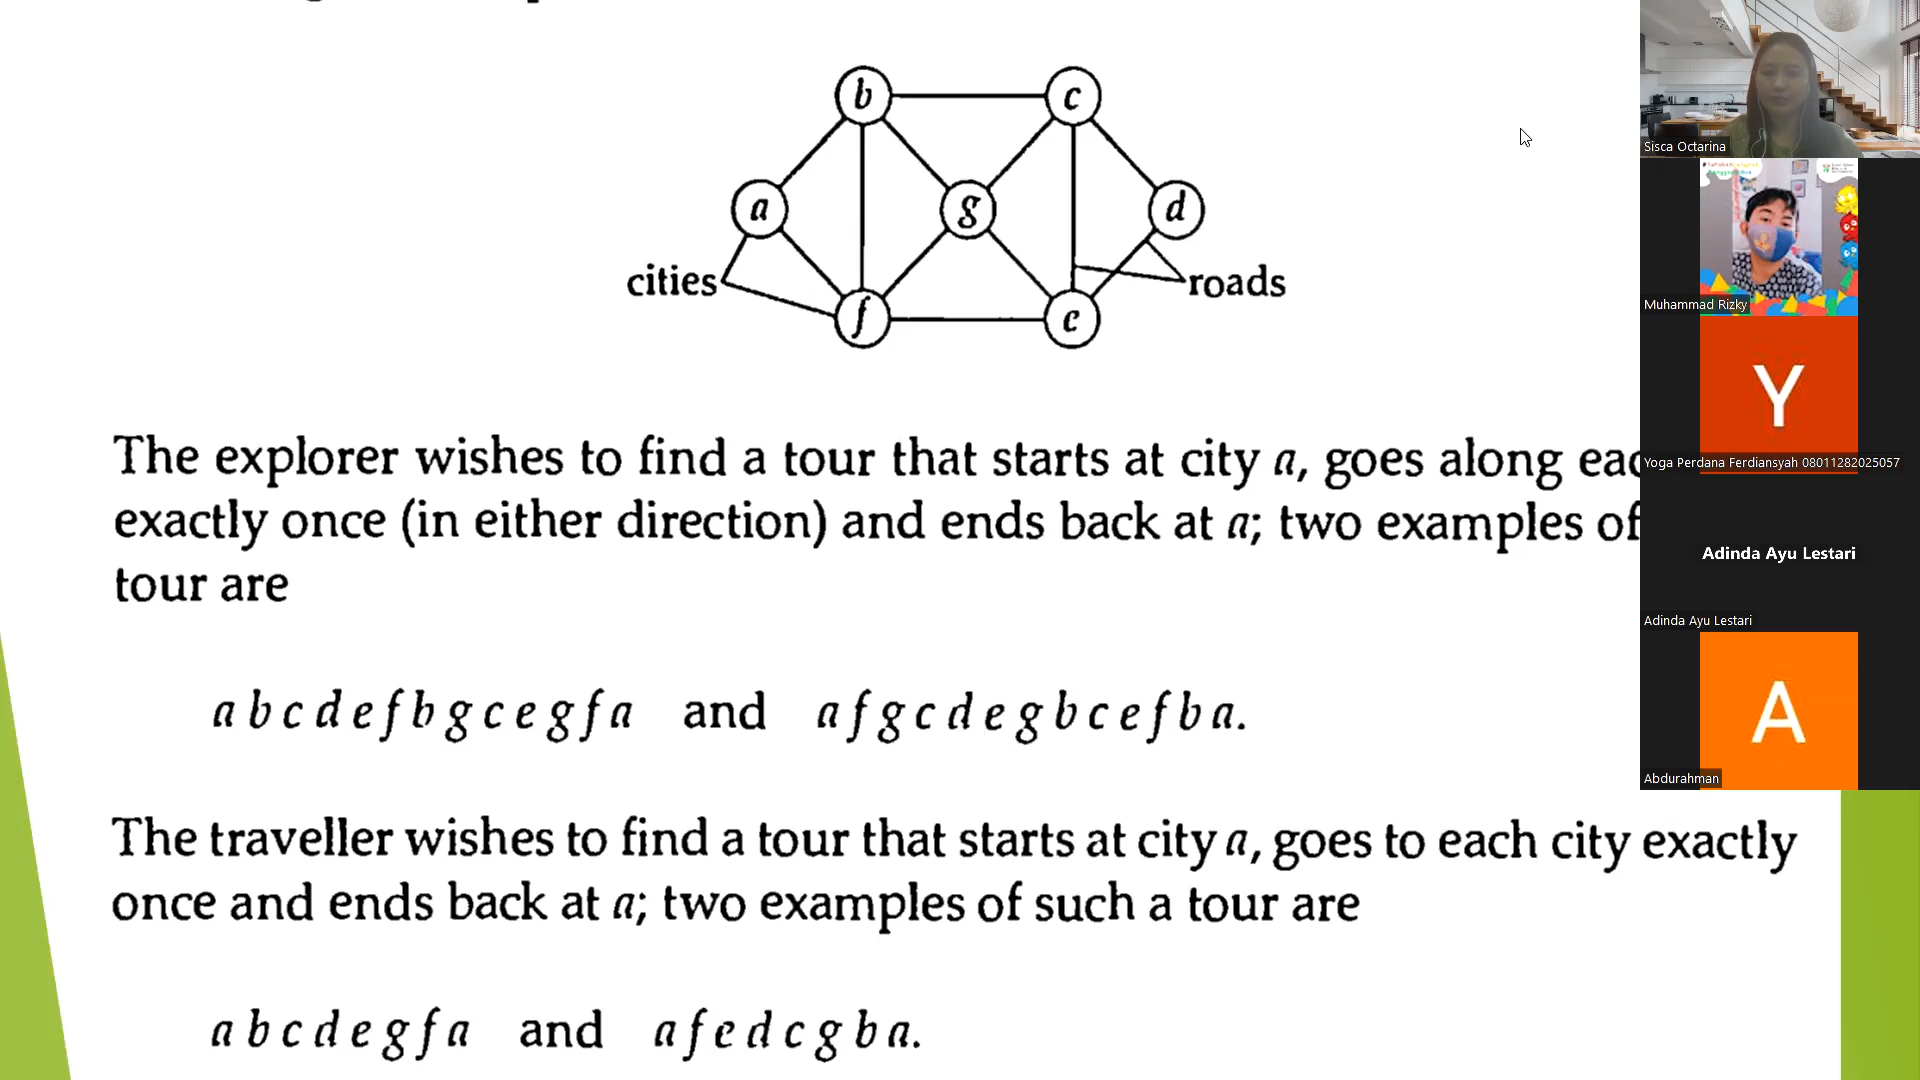 b
c
a
g
d
cities
roads
f
e
The explorer wishes to find a tour that starts at city a, goes along
exactly once (in either direction) and ends back at a; two examples of
tour are
a b c d e f b g c e g f a and a f g c d e g b c e f b a.
The traveller wishes to find a tour that starts at city a, goes to each city exactly
once and ends back at a; two examples of such a tour are
a b c d e g f a and a f e d c g b a.
Sisca Octarina
Muhammad Rizky
Y
Yoga Perdana Ferdiansyah 08011282025057
Adinda Ayu Lestari
Adinda Ayu Lestari
A
Abdurahman